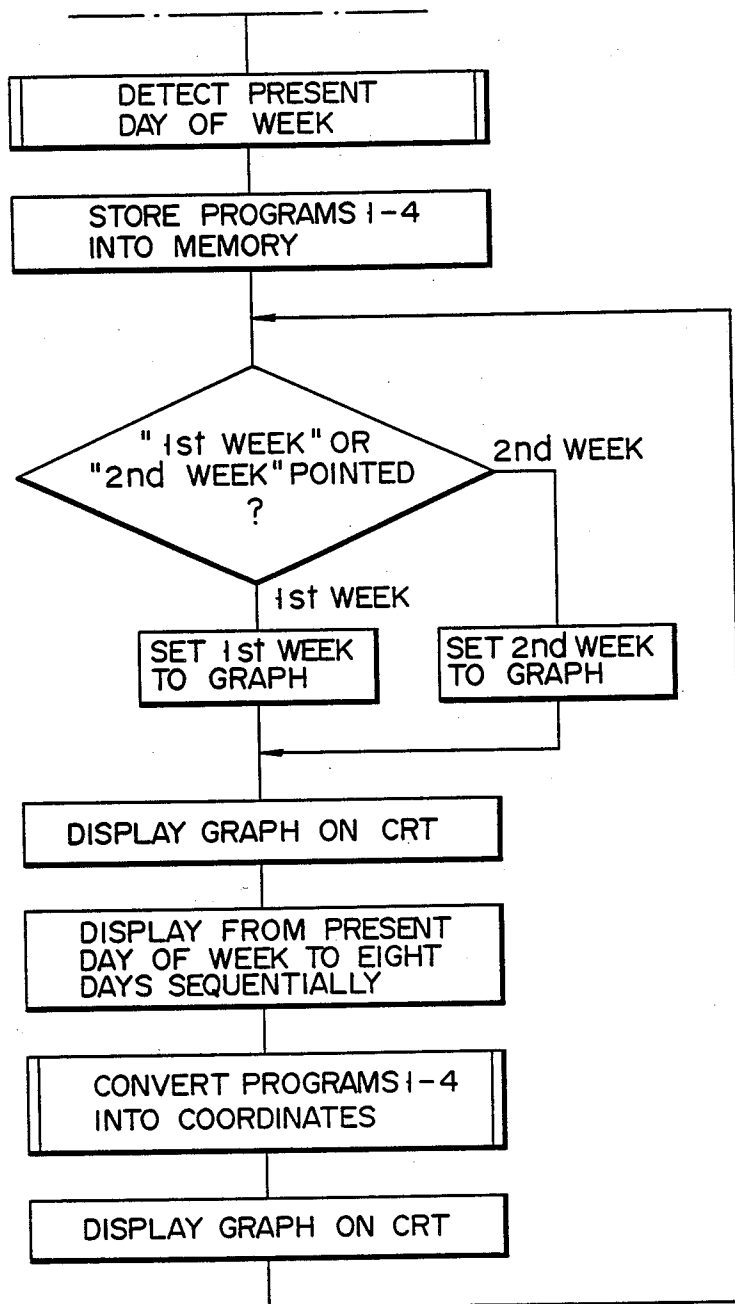 DETECT PRESENT
DAY OF WEEK
STORE PROGRAMS 1-4
INTO MEMORY
"1st WEEK" OR
"2nd WEEK" POINTED
?
2nd WEEK
1st WEEK
SET 1st WEEK
TO GRAPH
SET 2nd WEEK
TO GRAPH
DISPLAY GRAPH ON CRT
DISPLAY FROM PRESENT
DAY OF WEEK TO EIGHT
DAYS SEQUENTIALLY
CONVERT PROGRAMS 1-4
INTO COORDINATES
DISPLAY GRAPH ON CRT